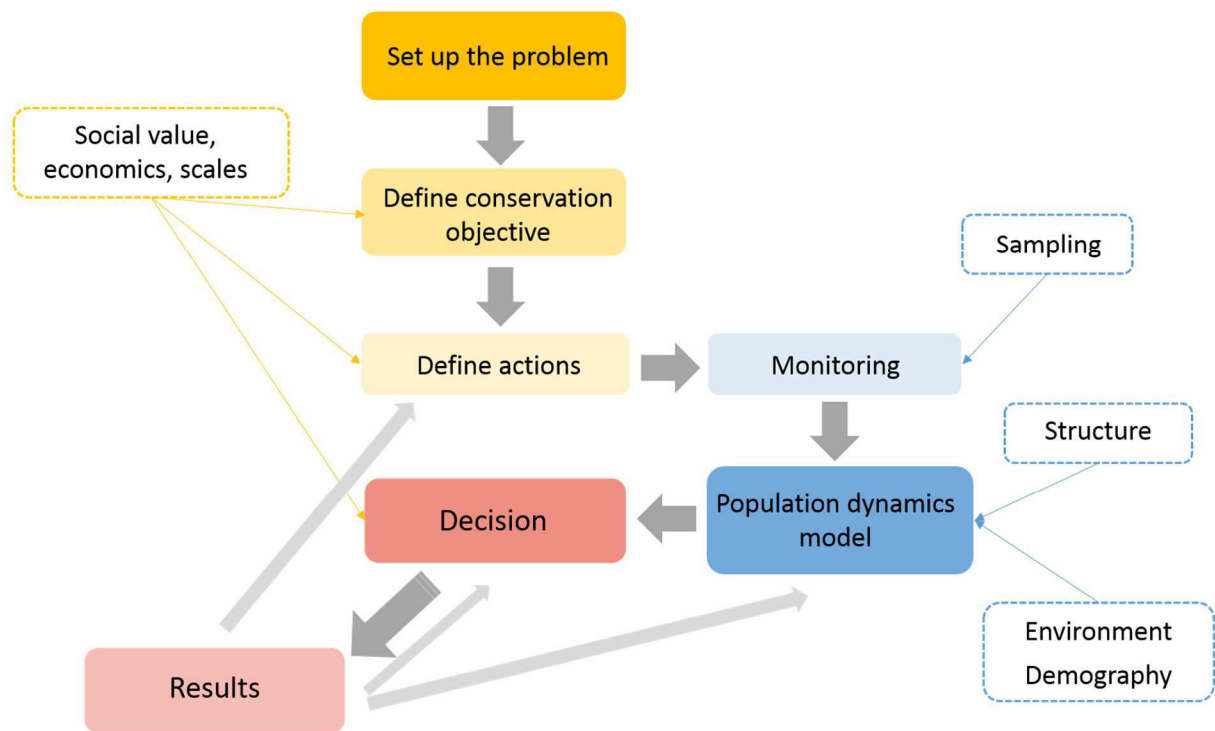 Set up the problem
Social value,
economics, scales
Define conservation
objective
Sampling
Define actions
Monitoring
Structure
Decision
Population dynamics
model
Environment
Demography
Results